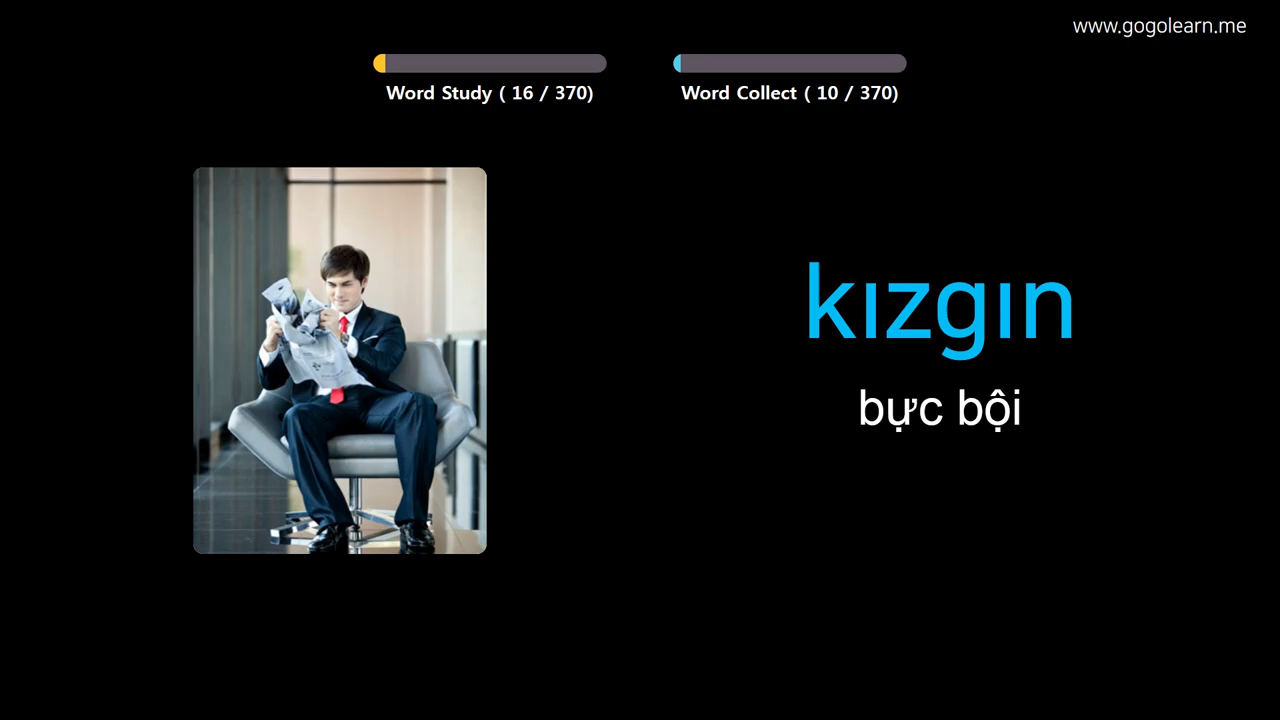 www.gogolearn.me
Word Study ( 16 / 370)
Word Collect ( 10 / 370)
kızgın
bực bội